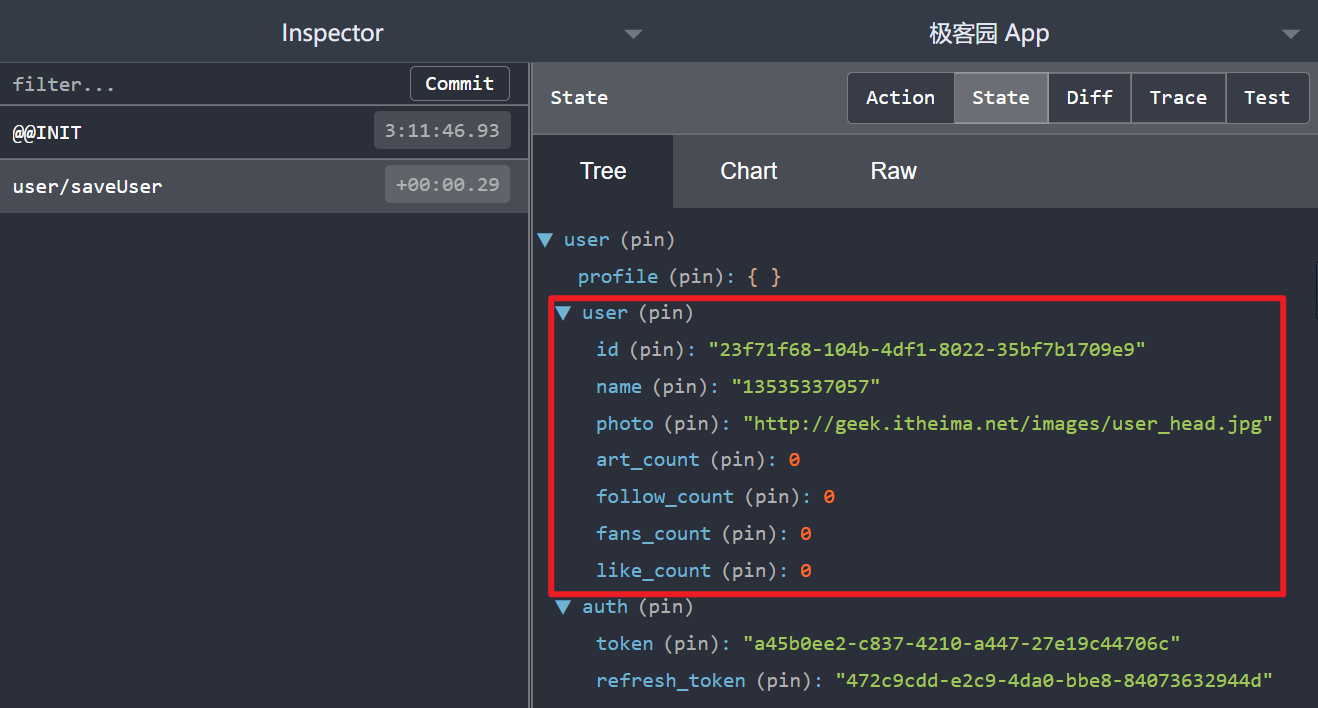 Inspector
极客园 App
filter... Commit
@@INIT 3:11:46.93
user/saveUser +00:00.29
State Action State Diff Trace Test
Tree Chart Raw
user (pin)
profile (pin): { }
user (pin)
id (pin): "23f71f68-104b-4df1-8022-35bf7b1709e9"
name (pin): "13535337057"
photo (pin): "http://geek.itheima.net/images/user_head.jpg"
art_count (pin): 0
follow_count (pin): 0
fans_count (pin): 0
like_count (pin): 0
auth (pin)
token (pin): "a45b0ee2-c837-4210-a447-27e19c44706c"
refresh_token (pin): "472c9cdd-e2c9-4da0-bbe8-84073632944d"